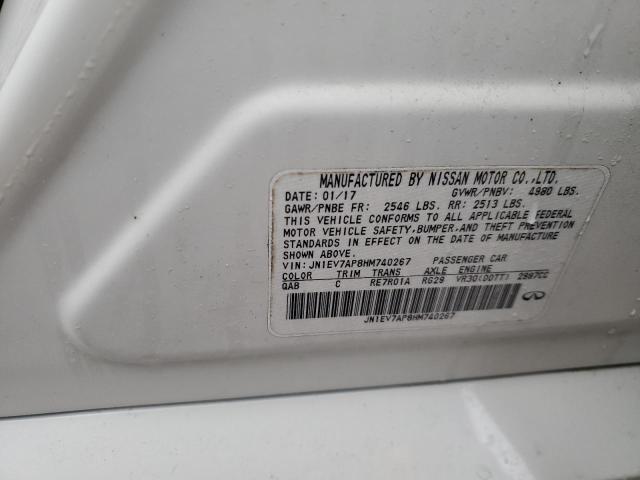 MANUFACTURED BY NISSAN MOTOR CO.,LTD.
DATE: 01/17 GVWR/PNBV: 4980 LBS.
GAWR/PNBE FR: 2546 LBS. RR: 2513 LBS.
THIS VEHICLE CONFORMS TO ALL APPLICABLE FEDERAL
MOTOR VEHICLE SAFETY,BUMPER,AND THEFT PREVENTION
STANDARDS IN EFFECT ON THE DATE OF MANUFACTURE
SHOWN ABOVE.
VIN: JN1EV7AP8HM740267 PASSENGER CAR
COLOR TRIM TRANS AXLE ENGINE
QAB C RE7R01A RG29 VR30(DDTT) 2997CC
JN1EV7AP8HM740267